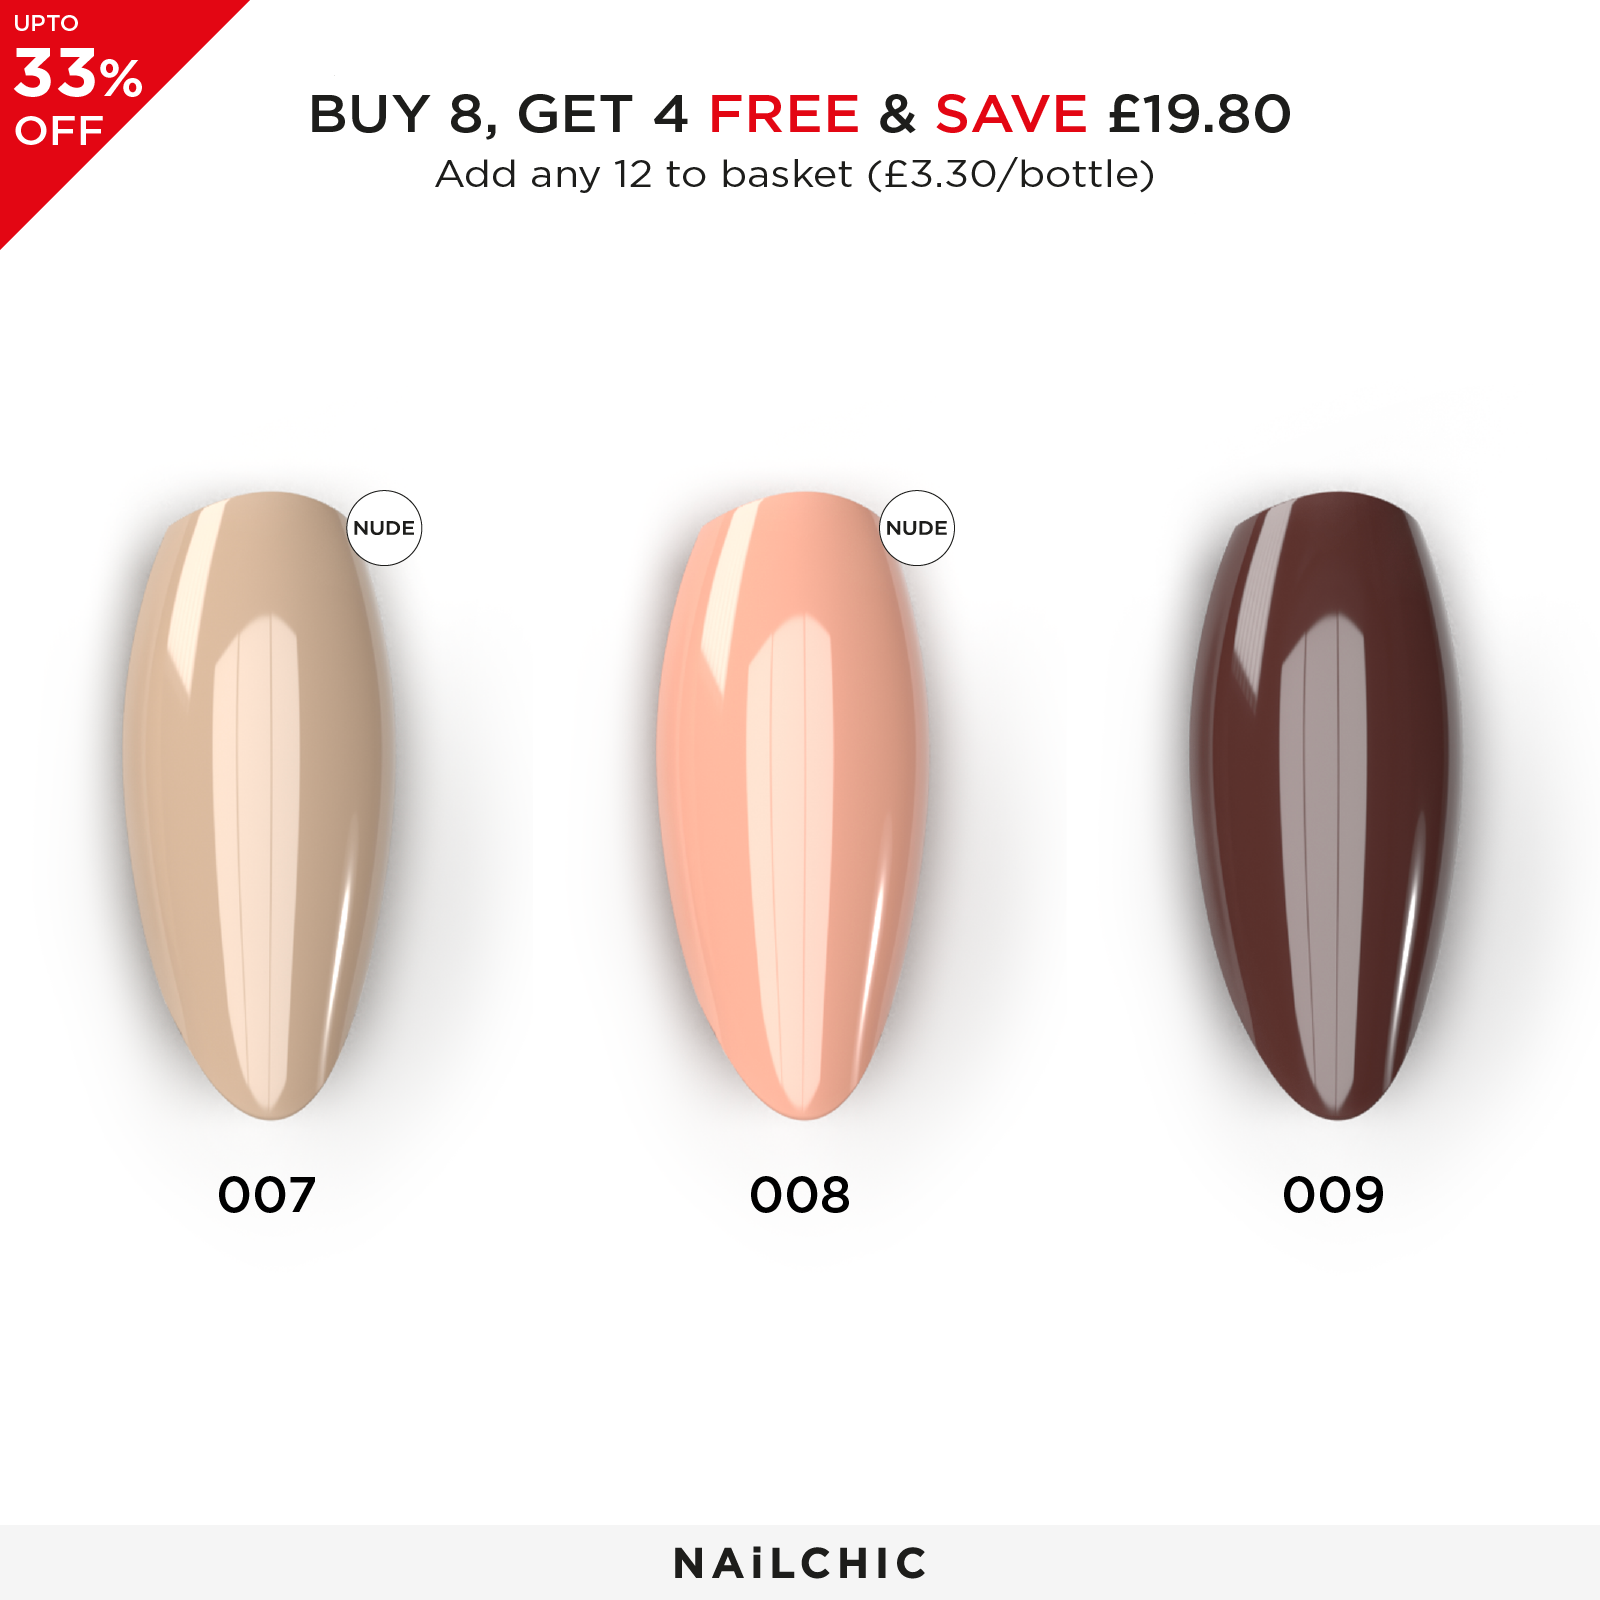 UPTO
33%
OFF
BUY 8, GET 4 FREE & SAVE £19.80
Add any 12 to basket (£3.30/bottle)
NUDE
NUDE
007
008
009
NAiLCHIC